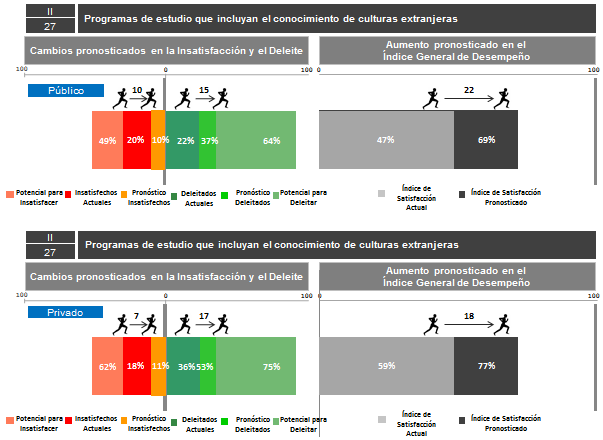 II
27
Programas de estudio que incluyan el conocimiento de culturas extranjeras
Cambios pronosticados en la Insatisfacción y el Deleite
Aumento pronosticado en el
Índice General de Desempeño
100 0 100 0 100
Público
10 15 22
49% 20% 10% 22% 37% 64% 47% 69%
Potencial para Insatisfacer
Insatisfechos Actuales
Pronóstico Insatisfechos
Deleitados Actuales
Pronóstico Deleitados
Potencial para Deleitar
Índice de Satisfacción Actual
Índice de Satisfacción Pronosticado
II
27
Programas de estudio que incluyan el conocimiento de culturas extranjeras
Cambios pronosticados en la Insatisfacción y el Deleite
Aumento pronosticado en el
Índice General de Desempeño
100 0 100 0 100
Privado
7 17 18
62% 18% 11% 36% 53% 75% 59% 77%
Potencial para Insatisfacer
Insatisfechos Actuales
Pronóstico Insatisfechos
Deleitados Actuales
Pronóstico Deleitados
Potencial para Deleitar
Índice de Satisfacción Actual
Índice de Satisfacción Pronosticado